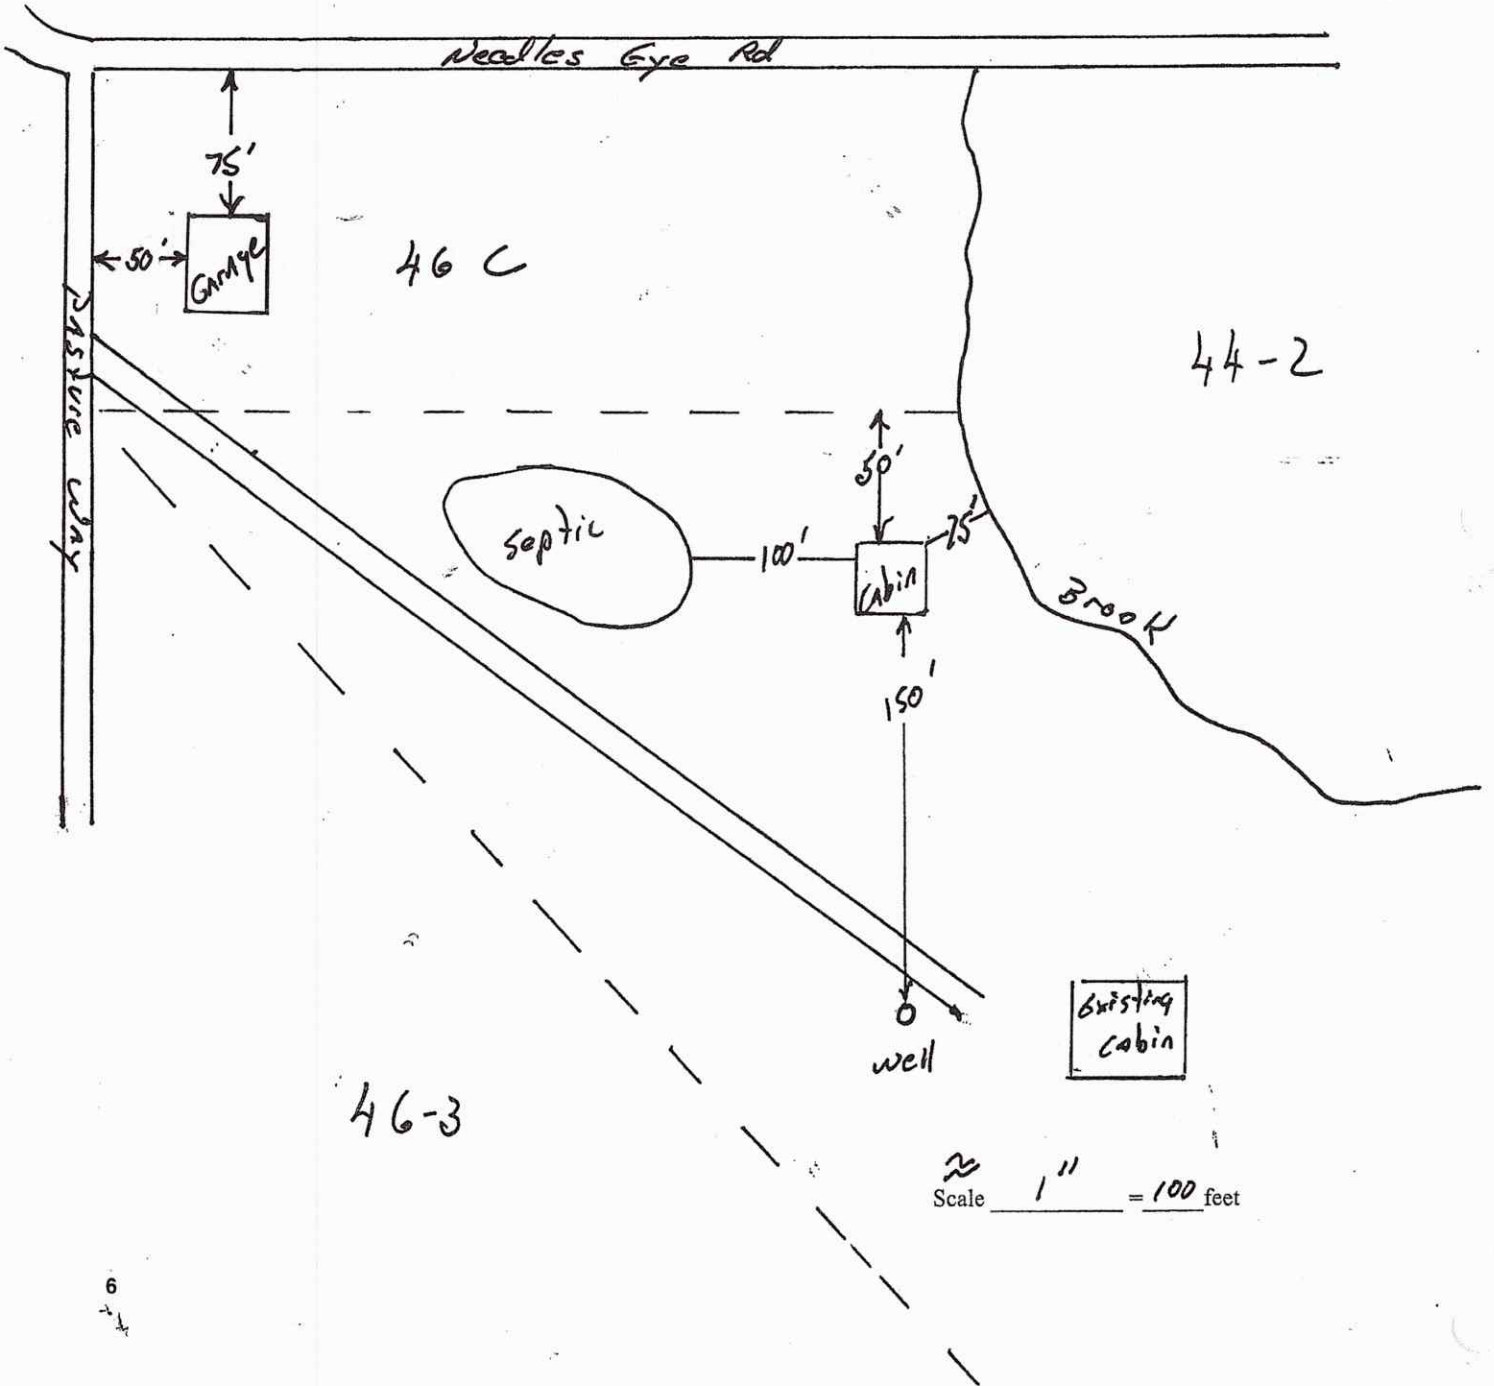 Needles Eye Rd
75'
50'
Garage
46 C
44-2
Pasture Way
50'
Septic
100'
75'
Cabin
Brook
150'
Existing
Cabin
Well
46-3
≈
Scale 1" = 100 feet
6